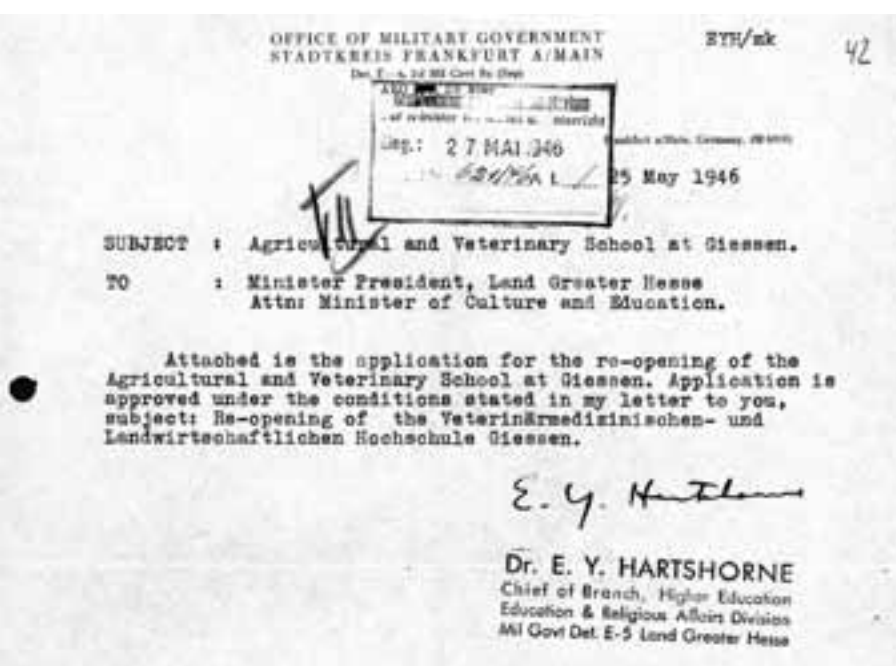 OFFICE OF MILITARY GOVERNMENT
STADTKREIS FRANKFURT A/MAIN
EYH/mk
42
27 MAI 1946
25 May 1946
SUBJECT : Agricultural and Veterinary School at Giessen.
TO : Minister President, Land Greater Hesse
Attn: Minister of Culture and Education.
Attached is the application for the re-opening of the
Agricultural and Veterinary School at Giessen. Application is
approved under the conditions stated in my letter to you,
subject: Re-opening of the Veterinärmedizinischen- und
Landwirtschaftlichen Hochschule Giessen.
E. Y. Hartshorne
Dr. E. Y. HARTSHORNE
Chief of Branch, Higher Education
Education & Religious Affairs Division
Mil Govt Det. E-5 Land Greater Hesse